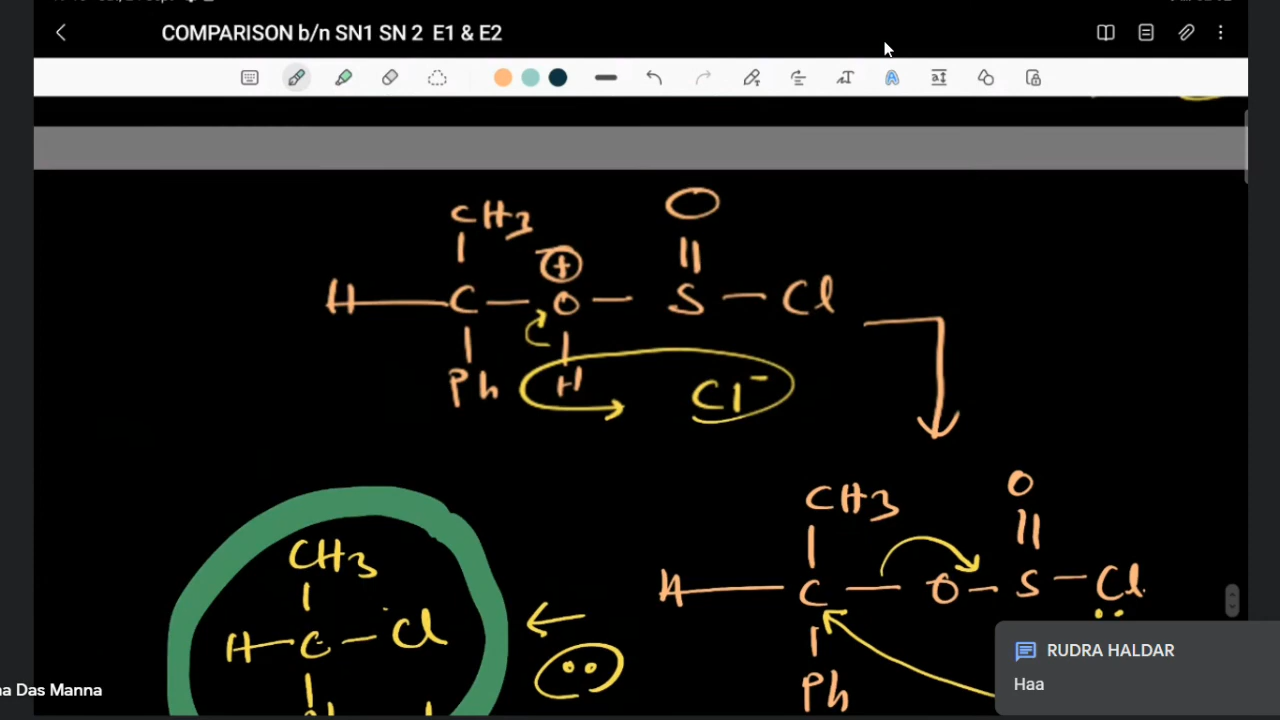 COMPARISON b/n SN1 SN 2 E1 & E2
CH3
O
+
H — C — O — S — Cl
Ph H Cl⁻
CH3
O
H — C — O — S — Cl
Ph
CH3
H — C — Cl
RUDRA HALDAR
Haa
Das Manna